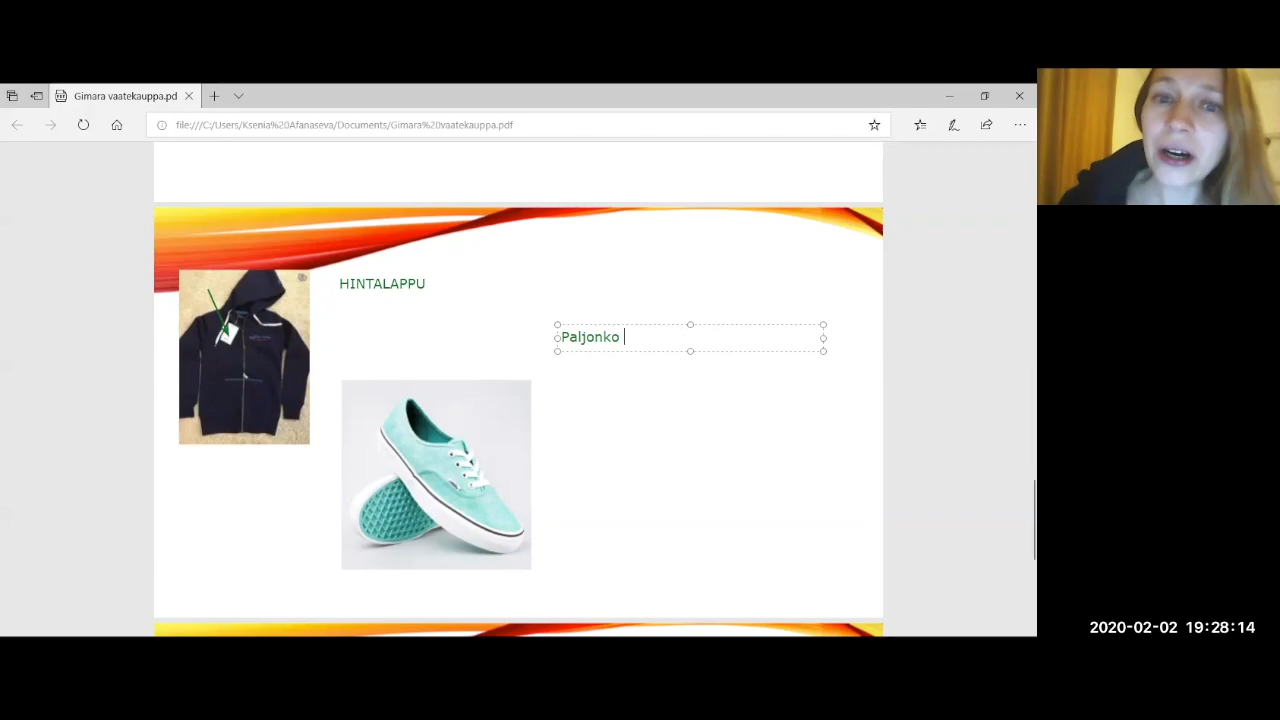 Gimara vaatekauppa.pd
file:///C:/Users/Ksenia%20Afanaseva/Documents/Gimara%20vaatekauppa.pdf
HINTALAPPU
Paljonko
2020-02-02 19:28:14